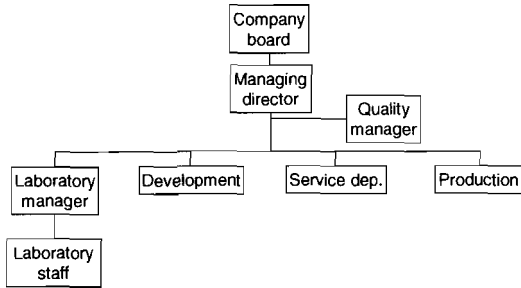 Company
board
Managing
director
Quality
manager
Laboratory
manager
Development
Service dep.
Production
Laboratory
staff